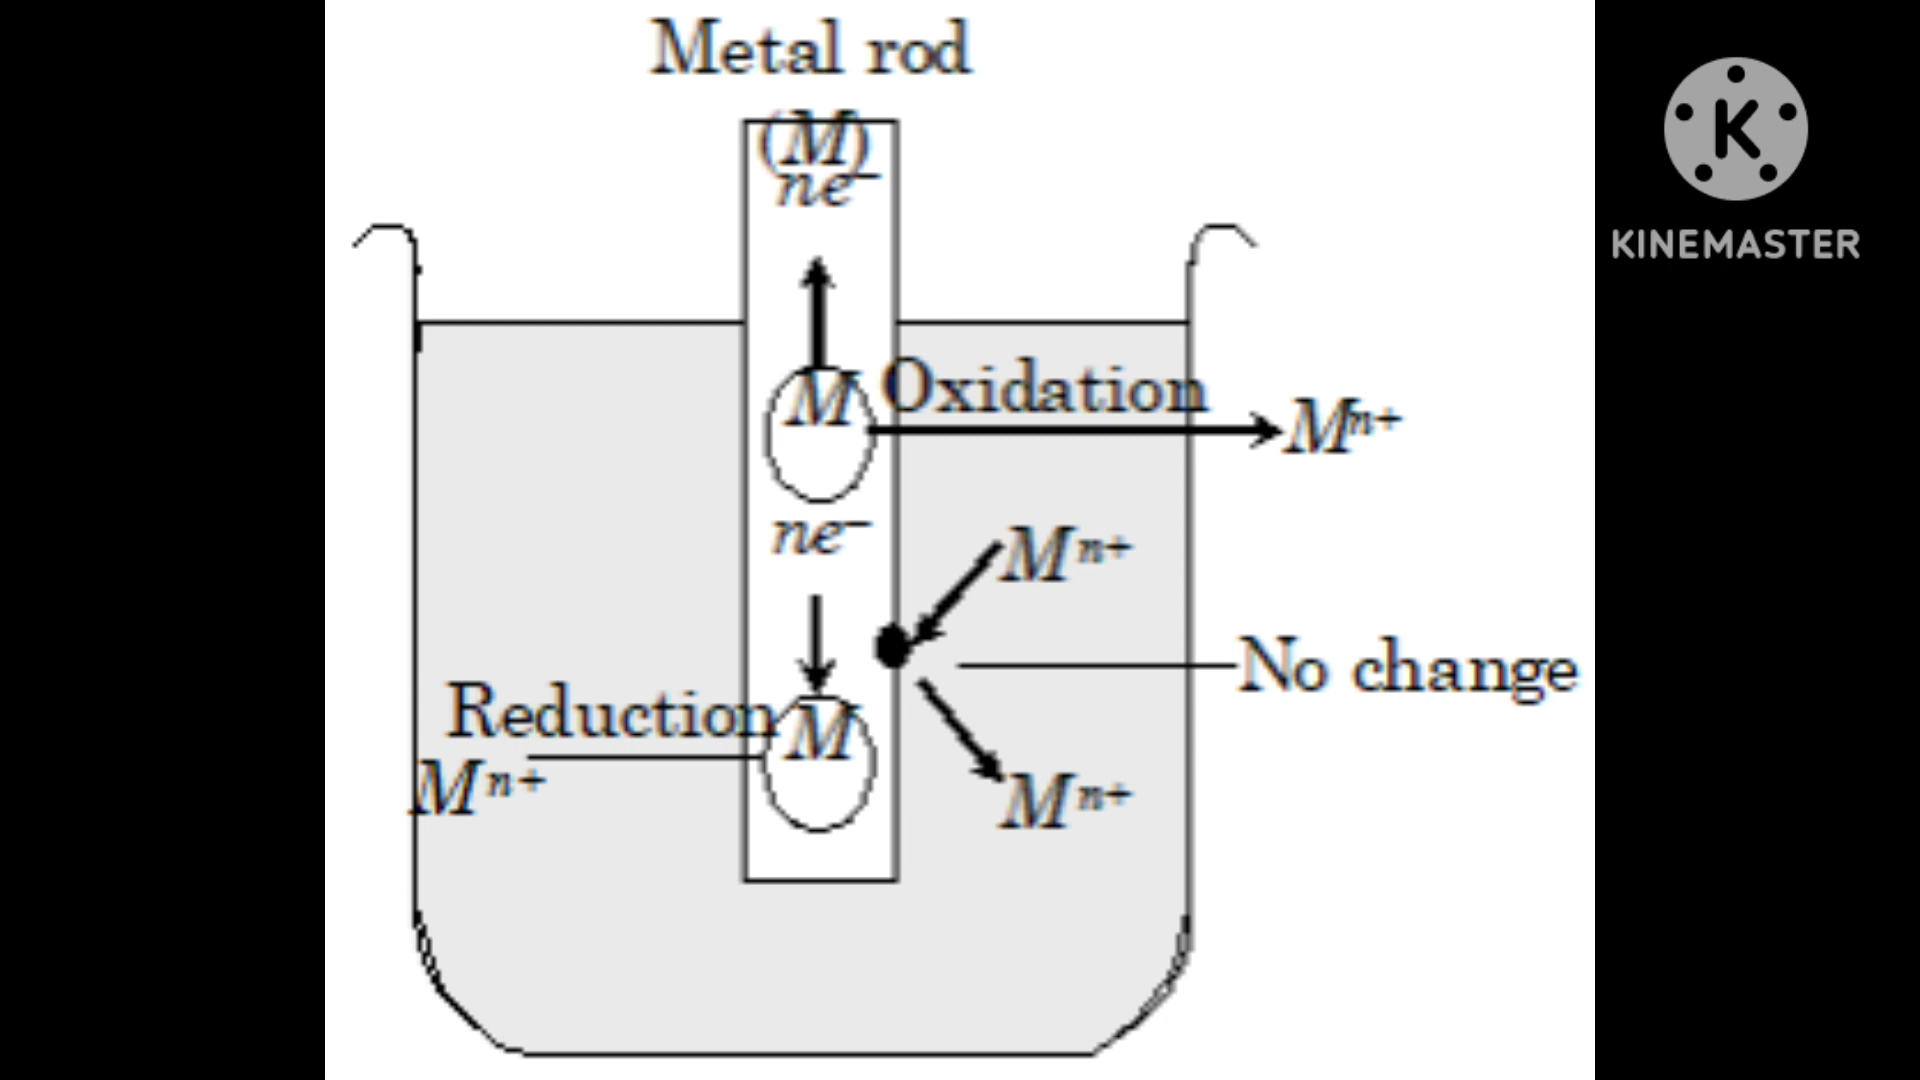 Metal rod
(M)
ne⁻
M
Oxidation
Mⁿ⁺
ne⁻
Mⁿ⁺
No change
Reduction
M
Mⁿ⁺
Mⁿ⁺
K
KINEMASTER